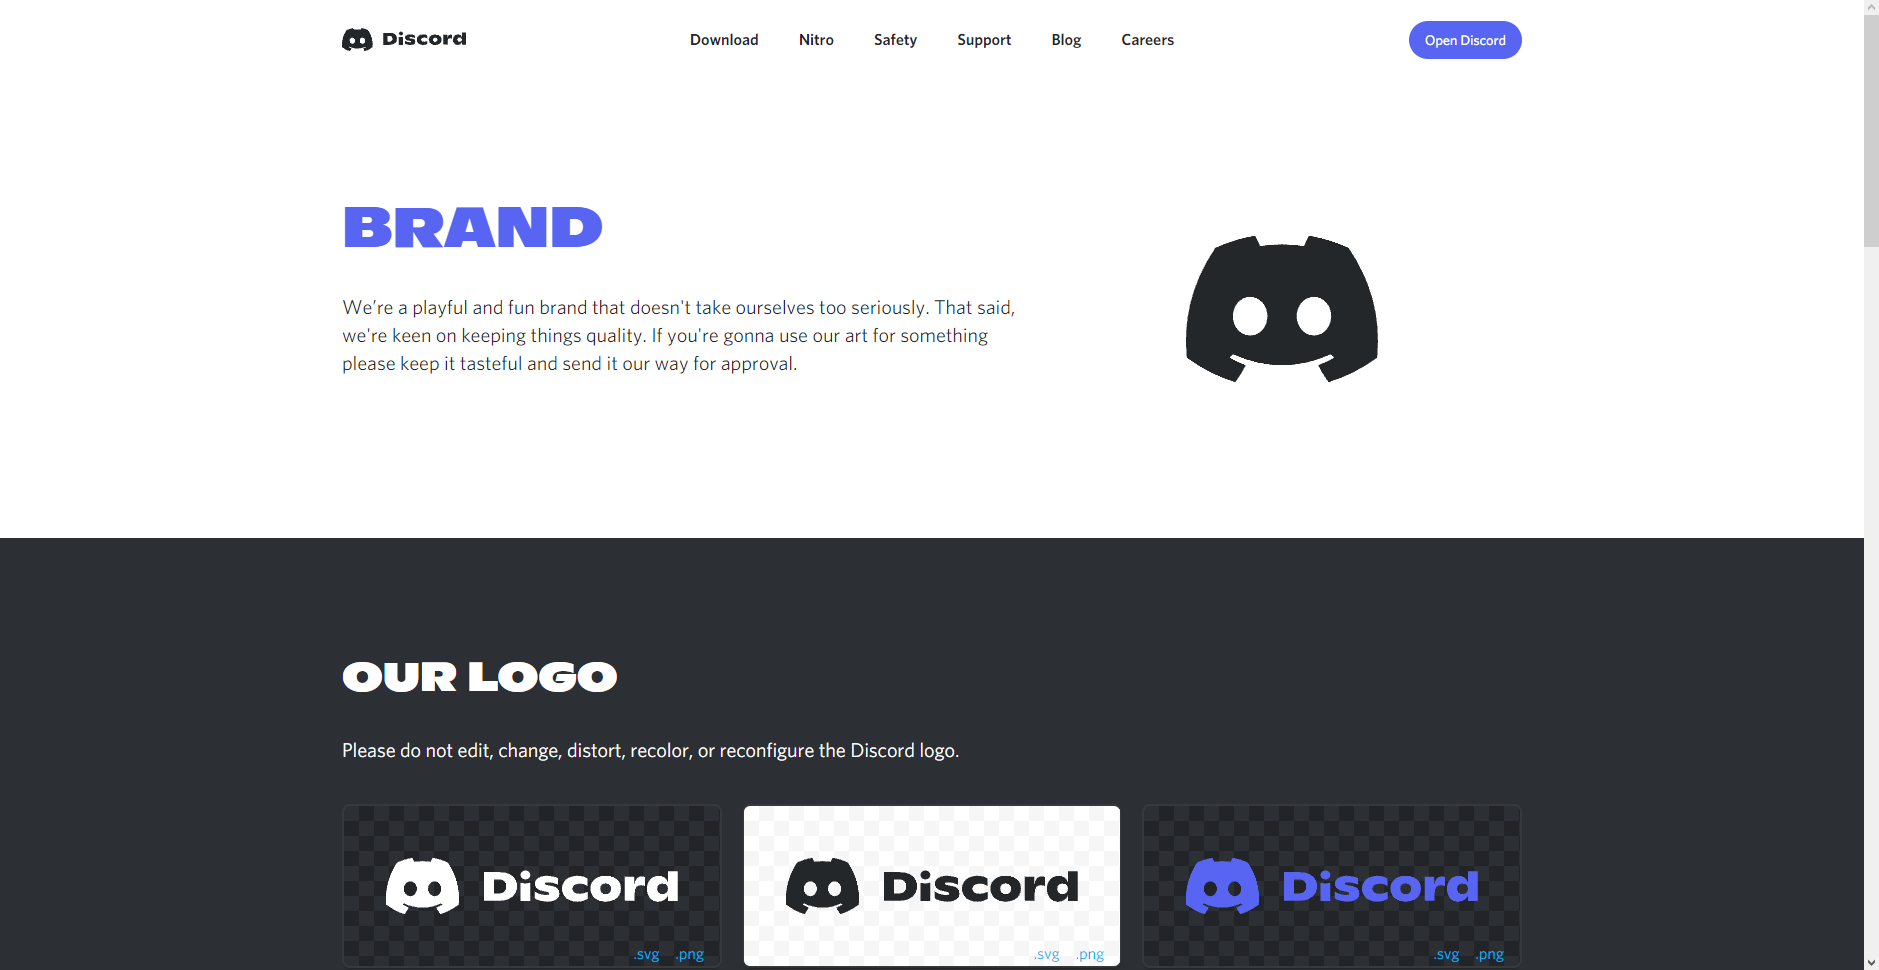 Discord
Download Nitro Safety Support Blog Careers
Open Discord
BRAND
We’re a playful and fun brand that doesn't take ourselves too seriously. That said,
we're keen on keeping things quality. If you're gonna use our art for something
please keep it tasteful and send it our way for approval.
OUR LOGO
Please do not edit, change, distort, recolor, or reconfigure the Discord logo.
Discord
.svg .png
Discord
.svg .png
Discord
.svg .png